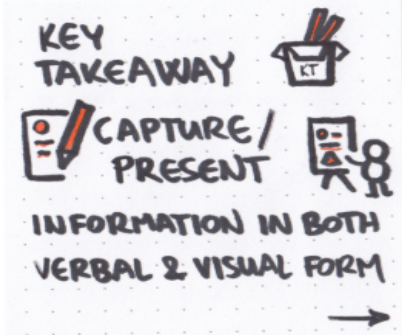 KEY
TAKEAWAY
KT
CAPTURE/
PRESENT
INFORMATION IN BOTH
VERBAL & VISUAL FORM